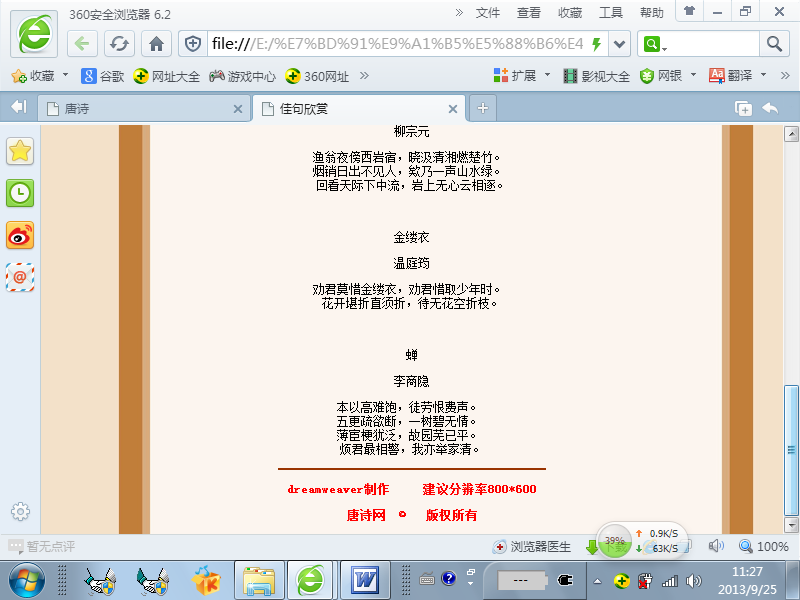 360安全浏览器 6.2
» 文件 查看 收藏 工具 帮助
file:///E:/%E7%BD%91%E9%A1%B5%E5%88%B6%E4
收藏 谷歌 网址大全 游戏中心 360网址 » 扩展 影视大全 网银 翻译 »
唐诗 佳句欣赏
柳宗元
渔翁夜傍西岩宿，晓汲清湘燃楚竹。
烟销日出不见人，欸乃一声山水绿。
回看天际下中流，岩上无心云相逐。
金缕衣
温庭筠
劝君莫惜金缕衣，劝君惜取少年时。
花开堪折直须折，待无花空折枝。
蝉
李商隐
本以高难饱，徒劳恨费声。
五更疏欲断，一树碧无情。
薄宦梗犹泛，故园芜已平。
烦君最相警，我亦举家清。
dreamweaver制作 建议分辨率800*600
唐诗网 © 版权所有
暂无点评 浏览器医生 39% 0.9K/S 100%
63K/S
11:27
2013/9/25